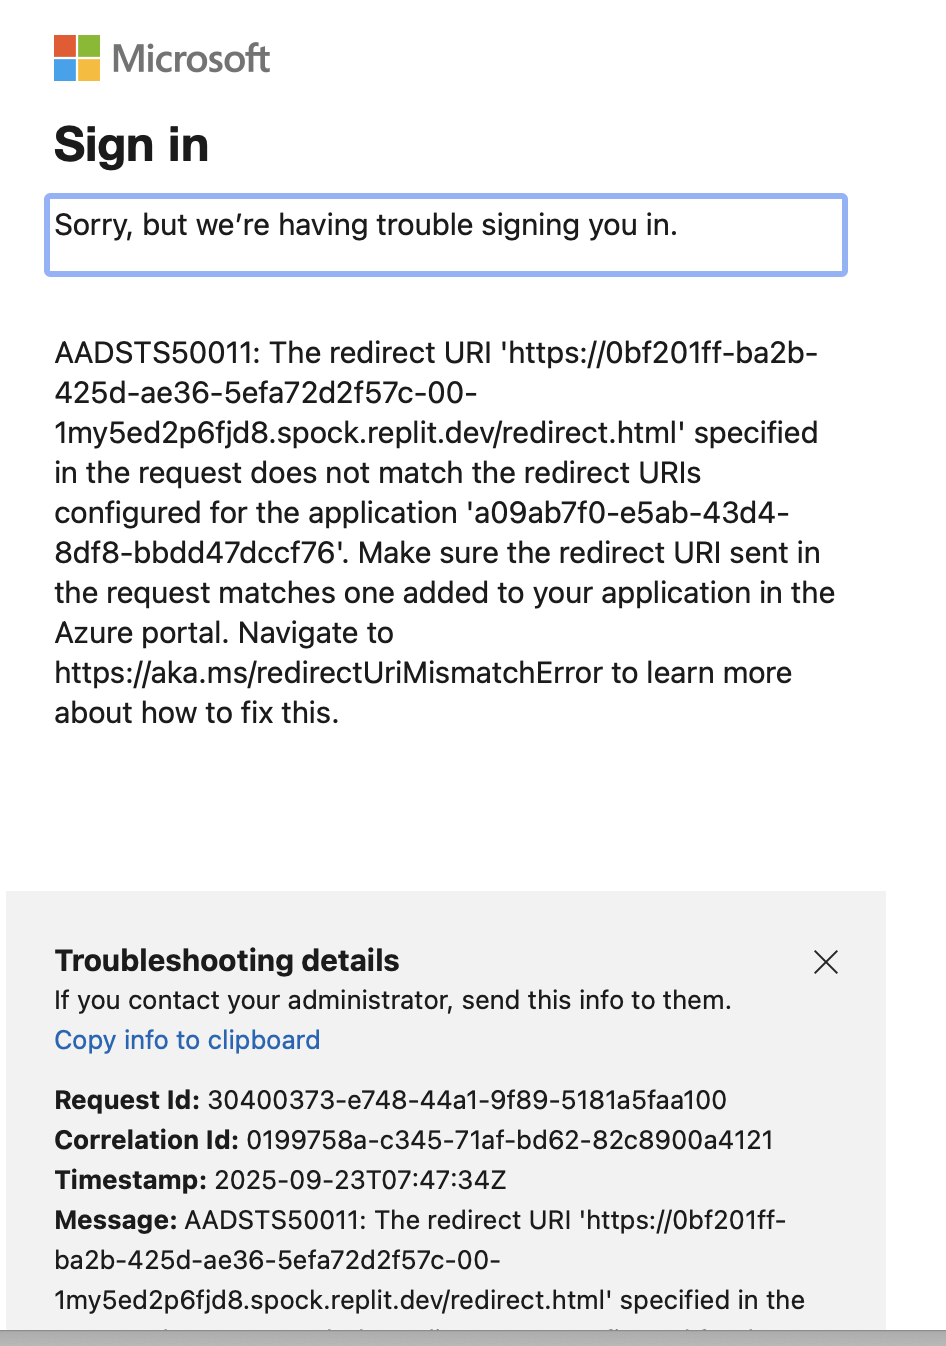 Microsoft
Sign in
Sorry, but we’re having trouble signing you in.
AADSTS50011: The redirect URI 'https://0bf201ff-ba2b-
425d-ae36-5efa72d2f57c-00-
1my5ed2p6fjd8.spock.replit.dev/redirect.html' specified
in the request does not match the redirect URIs
configured for the application 'a09ab7f0-e5ab-43d4-
8df8-bbdd47dccf76'. Make sure the redirect URI sent in
the request matches one added to your application in the
Azure portal. Navigate to
https://aka.ms/redirectUriMismatchError to learn more
about how to fix this.
Troubleshooting details
If you contact your administrator, send this info to them.
Copy info to clipboard
Request Id: 30400373-e748-44a1-9f89-5181a5faa100
Correlation Id: 0199758a-c345-71af-bd62-82c8900a4121
Timestamp: 2025-09-23T07:47:34Z
Message: AADSTS50011: The redirect URI 'https://0bf201ff-
ba2b-425d-ae36-5efa72d2f57c-00-
1my5ed2p6fjd8.spock.replit.dev/redirect.html' specified in the